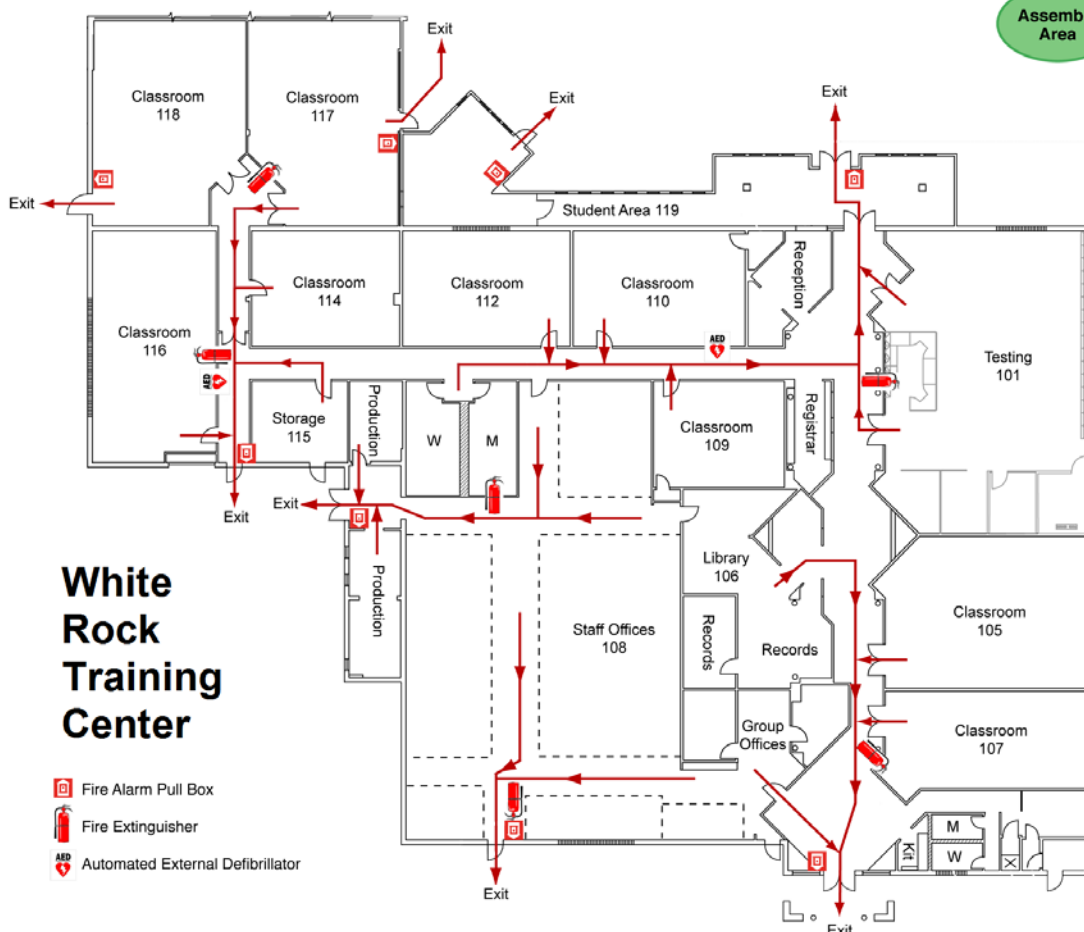 Assemb
Area
Exit
Exit
Exit
Classroom
118
Classroom
117
Exit
Student Area 119
Classroom
114
Classroom
112
Classroom
110
Reception
Classroom
116
AED
Testing
101
AED
Storage
115
Production
W
M
Classroom
109
Registrar
Exit
Exit
Library
106
Production
Classroom
105
Staff Offices
108
Records
Records
Group
Offices
Classroom
107
White
Rock
Training
Center
Fire Alarm Pull Box
Fire Extinguisher
AED
Automated External Defibrillator
Kit
M
W
X
Exit
Exit